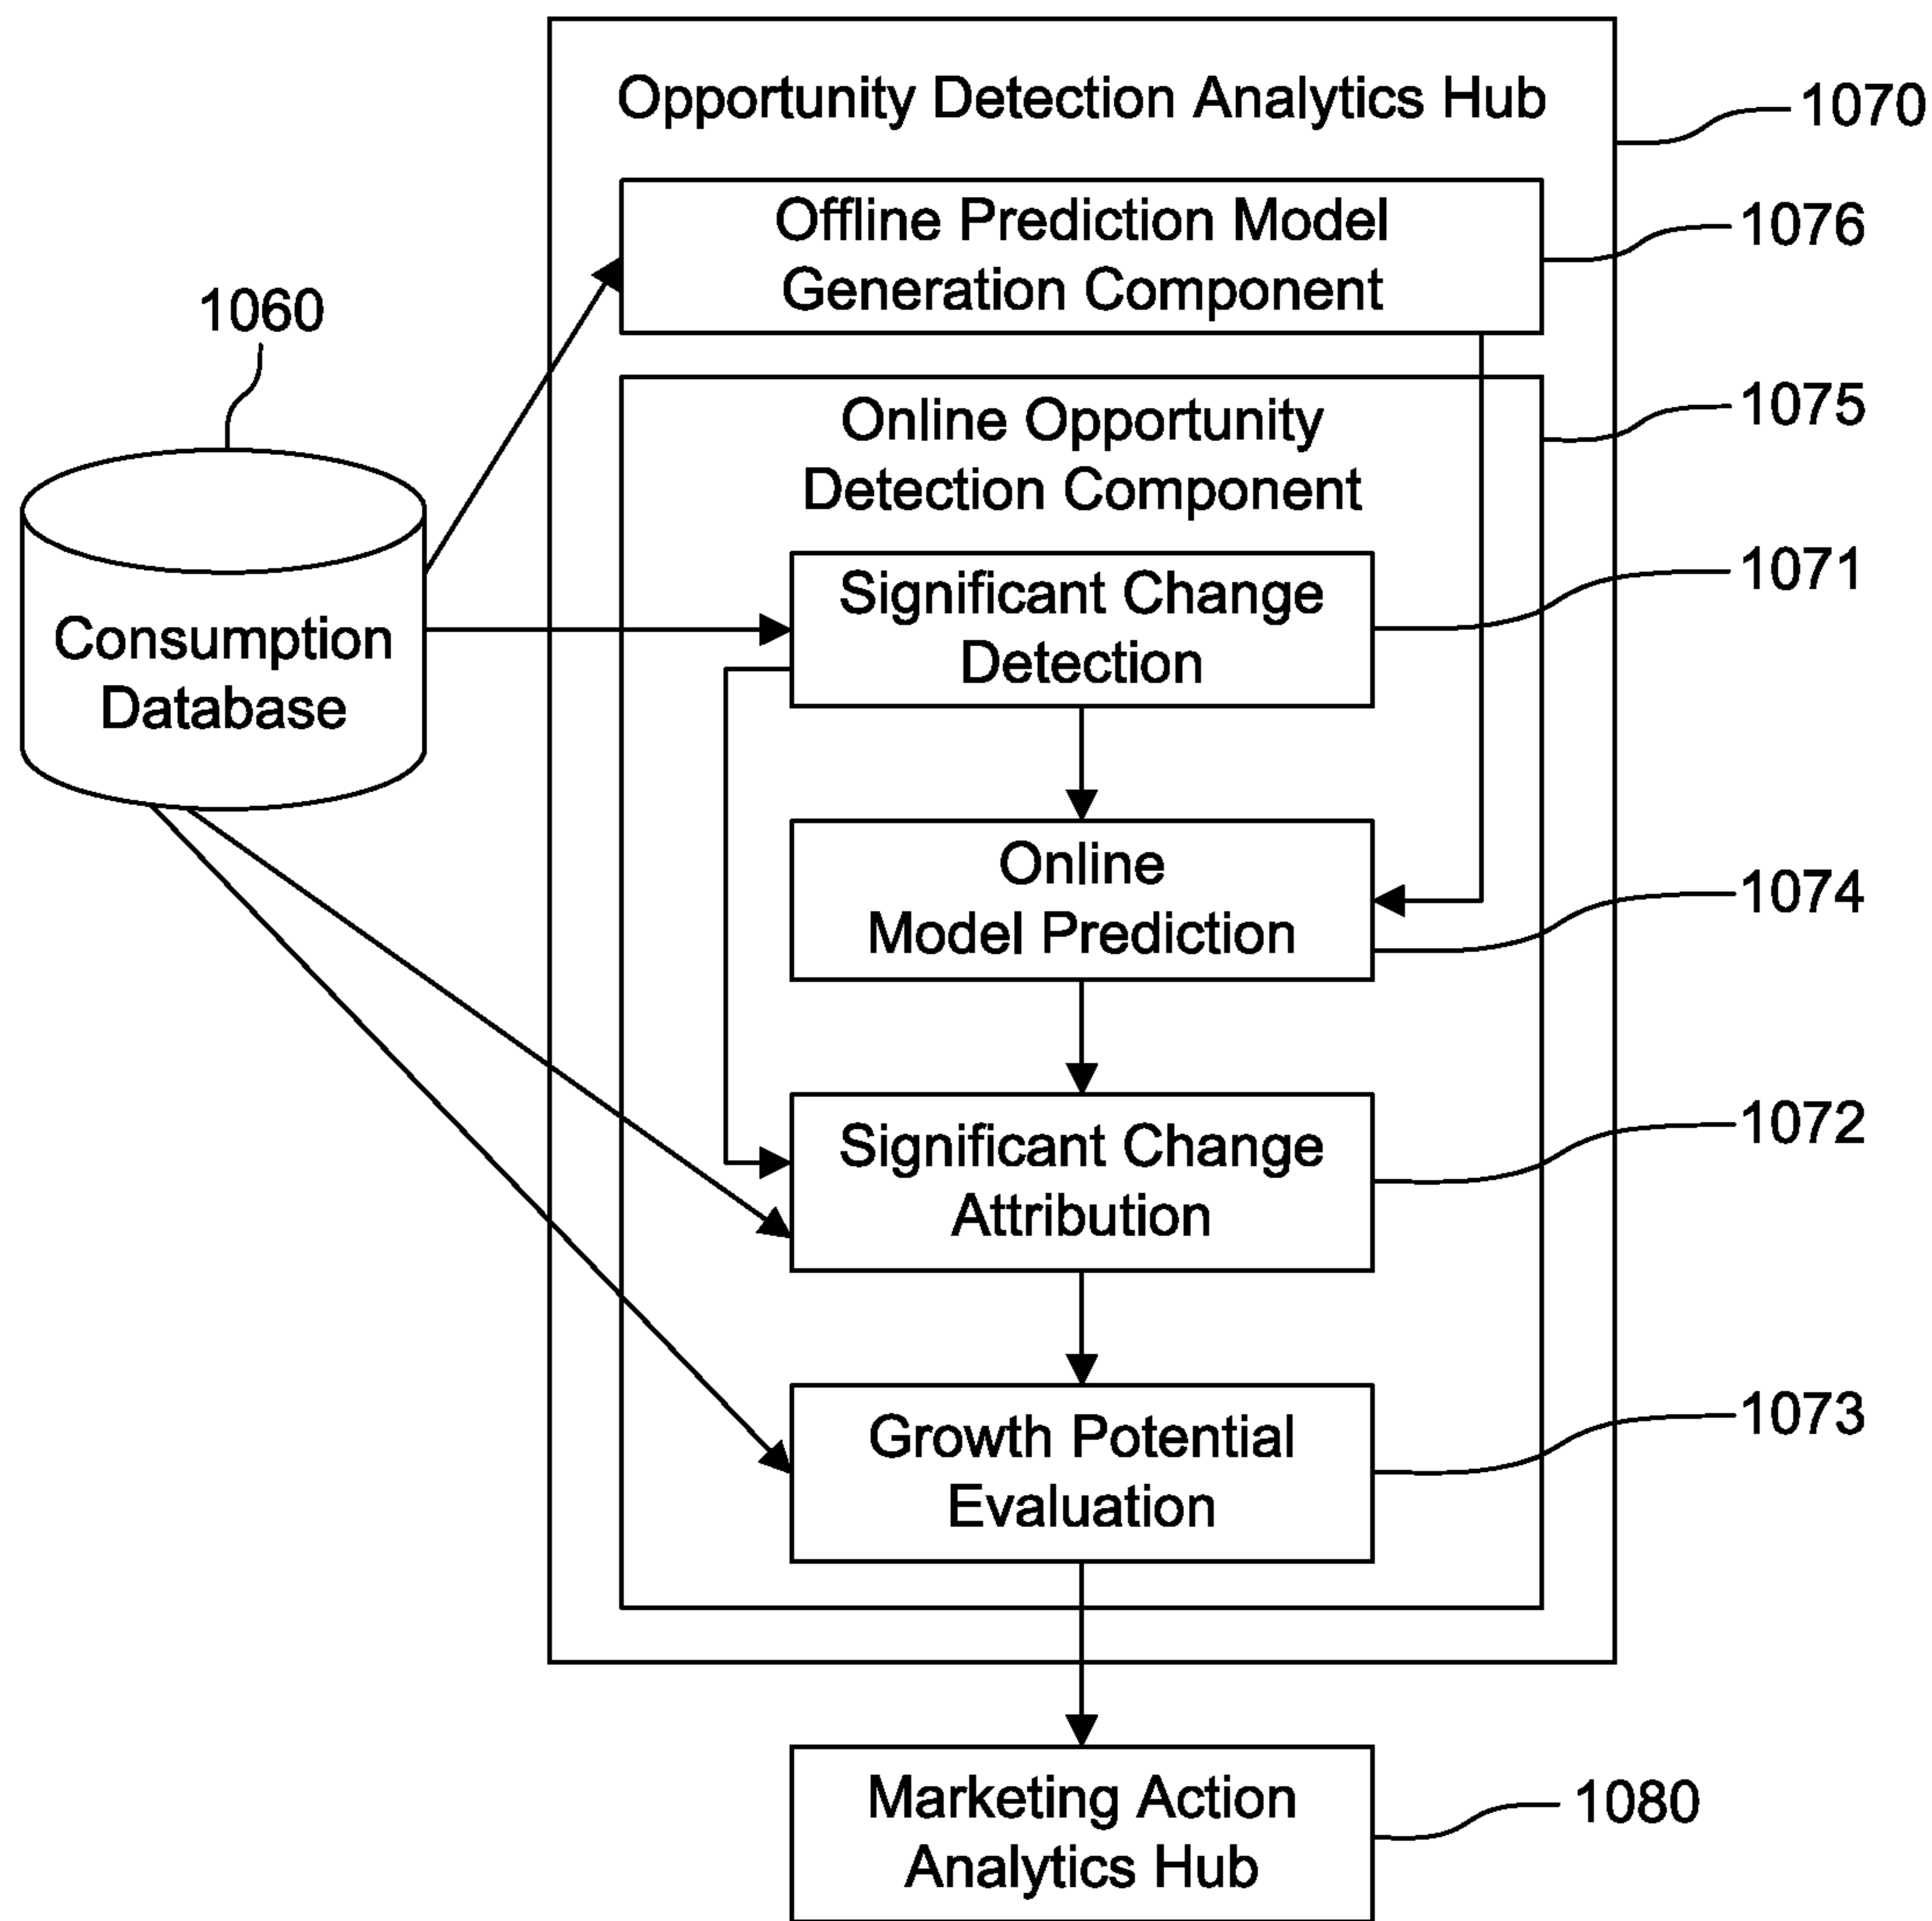 Opportunity Detection Analytics Hub
1070
Offline Prediction Model
Generation Component
1076
1060
Online Opportunity
Detection Component
1075
Consumption
Database
Significant Change
Detection
1071
Online
Model Prediction
1074
Significant Change
Attribution
1072
Growth Potential
Evaluation
1073
Marketing Action
Analytics Hub
1080